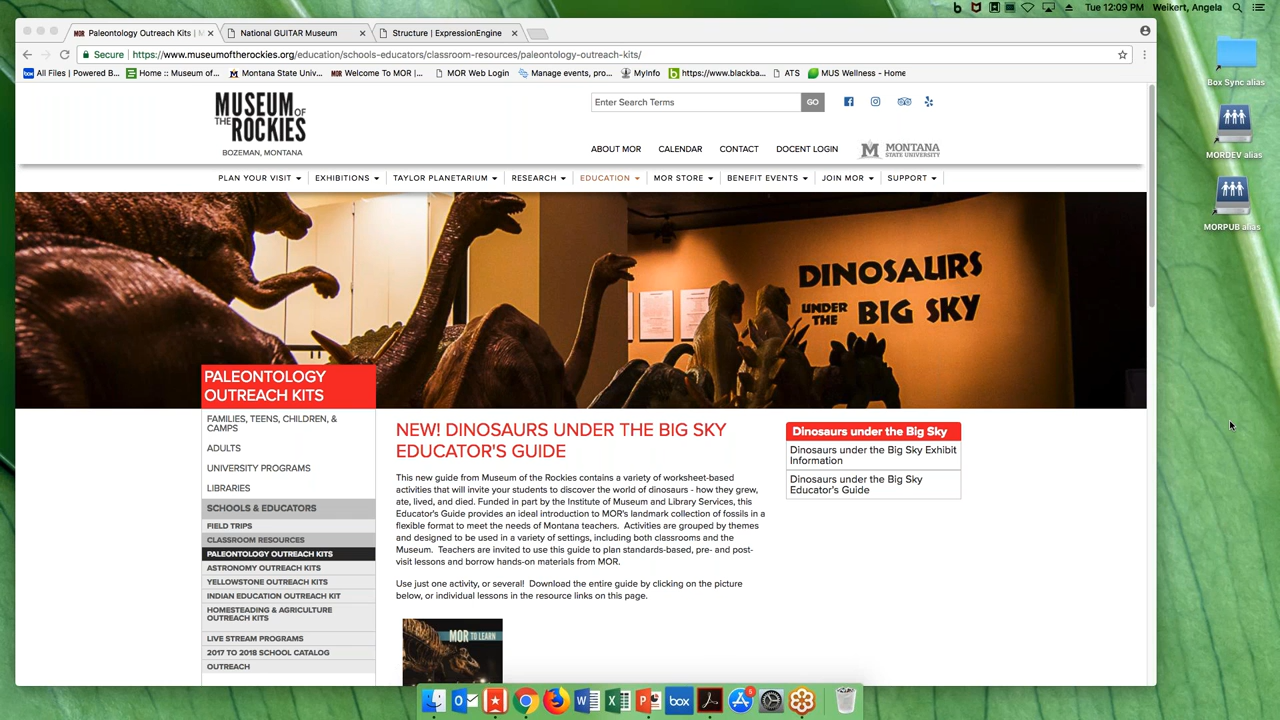 Tue 12:09 PM Weikert, Angela
Paleontology Outreach Kits | M
National GUITAR Museum
Structure | ExpressionEngine
Secure | https://www.museumoftherockies.org/education/schools-educators/classroom-resources/paleontology-outreach-kits/
All Files | Powered B... Home :: Museum of... Montana State Univ... Welcome To MOR |... MOR Web Login Manage events, pro... MyInfo https://www.blackba... ATS MUS Wellness - Home
Box Sync alias
MORDEV alias
MORPUB alias
MUSEUM OF
THE ROCKIES
BOZEMAN, MONTANA
Enter Search Terms GO
ABOUT MOR CALENDAR CONTACT DOCENT LOGIN
MONTANA
STATE UNIVERSITY
PLAN YOUR VISIT EXHIBITIONS TAYLOR PLANETARIUM RESEARCH EDUCATION MOR STORE BENEFIT EVENTS JOIN MOR SUPPORT
DINOSAURS
UNDER THE BIG SKY
PALEONTOLOGY
OUTREACH KITS
FAMILIES, TEENS, CHILDREN, &
CAMPS
ADULTS
UNIVERSITY PROGRAMS
LIBRARIES
SCHOOLS & EDUCATORS
FIELD TRIPS
CLASSROOM RESOURCES
PALEONTOLOGY OUTREACH KITS
ASTRONOMY OUTREACH KITS
YELLOWSTONE OUTREACH KITS
INDIAN EDUCATION OUTREACH KIT
HOMESTEADING & AGRICULTURE
OUTREACH KITS
LIVE STREAM PROGRAMS
2017 TO 2018 SCHOOL CATALOG
OUTREACH
NEW! DINOSAURS UNDER THE BIG SKY
EDUCATOR'S GUIDE
This new guide from Museum of the Rockies contains a variety of worksheet-based
activities that will invite your students to discover the world of dinosaurs - how they grew,
ate, lived, and died. Funded in part by the Institute of Museum and Library Services, this
Educator's Guide provides an ideal introduction to MOR's landmark collection of fossils in a
flexible format to meet the needs of Montana teachers. Activities are grouped by themes
and designed to be used in a variety of settings, including both classrooms and the
Museum. Teachers are invited to use this guide to plan standards-based, pre- and post-
visit lessons and borrow hands-on materials from MOR.
Use just one activity, or several! Download the entire guide by clicking on the picture
below, or individual lessons in the resource links on this page.
MOR TO LEARN
Dinosaurs under the Big Sky
Dinosaurs under the Big Sky Exhibit
Information
Dinosaurs under the Big Sky
Educator's Guide
box
5